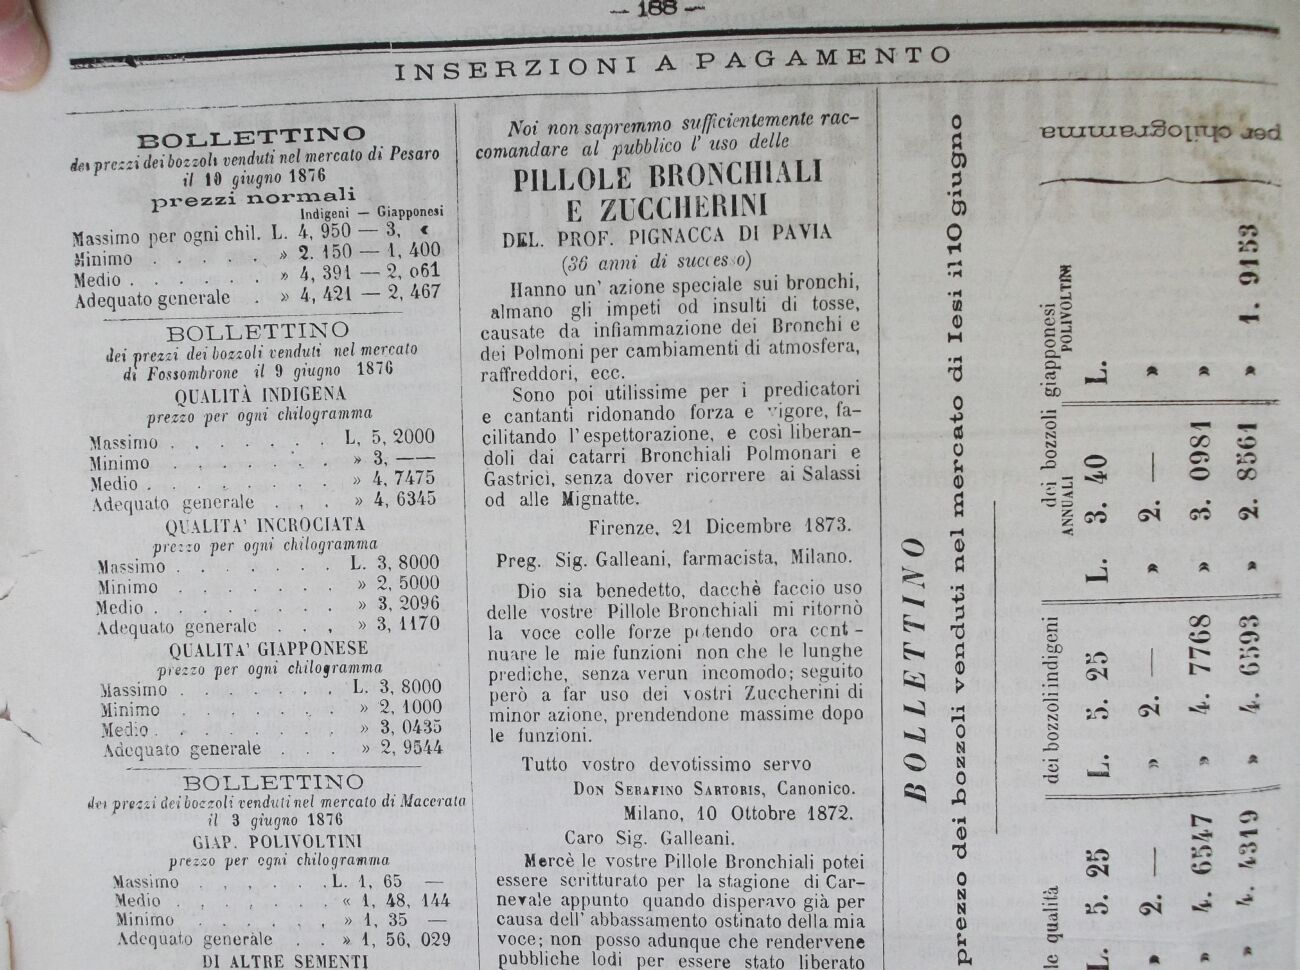 — 188 —
INSERZIONI A PAGAMENTO
BOLLETTINO
dei prezzi dei bozzoli venduti nel mercato di Pesaro
il 10 giugno 1876
prezzi normali
Indigeni — Giapponesi
Massimo per ogni chil. L. 4, 950 — 3, «
Minimo . . . . . » 2. 150 — 1, 400
Medio . . . . . . » 4, 391 — 2, 061
Adequato generale . » 4, 421 — 2, 467
BOLLETTINO
dei prezzi dei bozzoli venduti nel mercato
di Fossombrone il 9 giugno 1876
QUALITÀ INDIGENA
prezzo per ogni chilogramma
Massimo . . . . . . . L, 5, 2000
Minimo . . . . . . . » 3, ——
Medio . . . . . . . » 4, 7475
Adequato generale . , . » 4, 6345
QUALITA' INCROCIATA
prezzo per ogni chilogramma
Massimo . . . . . . . L. 3, 8000
Minimo . . . . . . . » 2, 5000
Medio . . . . . . . » 3, 2096
Adequato generale . . , » 3, 1170
QUALITA' GIAPPONESE
prezzo per ogni chilogramma
Massimo . . . . . . . L. 3, 8000
Minimo . . . . . . . » 2, 1000
Medio . . . . . . . » 3, 0435
Adequato generale . . . » 2, 9544
BOLLETTINO
dei prezzi dei bozzoli venduti nel mercato di Macerata
il 3 giugno 1876
GIAP. POLIVOLTINI
prezzo per ogni chilogramma
Massimo . . , . . . L. 1, 65 —
Medio . . , . . . « 1, 48, 144
Minimo . . . . , , » 1, 35 —
Adequato generale . . » 1, 56, 029
DI ALTRE SEMENTI
Noi non sapremmo sufficientemente rac-
comandare al pubblico l' uso delle
PILLOLE BRONCHIALI
E ZUCCHERINI
DEL. PROF. PIGNACCA DI PAVIA
(36 anni di successo)
Hanno un' azione speciale sui bronchi,
almano gli impeti od insulti di tosse,
causate da infiammazione dei Bronchi e
dei Polmoni per cambiamenti di atmosfera,
raffreddori, ecc.
Sono poi utilissime per i predicatori
e cantanti ridonando forza e vigore, fa-
cilitando l' espettorazione, e così liberan-
doli dai catarri Bronchiali Polmonari e
Gastrici, senza dover ricorrere ai Salassi
od alle Mignatte.
Firenze, 21 Dicembre 1873.
Preg. Sig. Galleani, farmacista, Milano.
Dio sia benedetto, dacchè faccio uso
delle vostre Pillole Bronchiali mi ritornò
la voce colle forze potendo ora conti-
nuare le mie funzioni non che le lunghe
prediche, senza verun incomodo; seguito
però a far uso dei vostri Zuccherini di
minor azione, prendendone massime dopo
le funzioni.
Tutto vostro devotissimo servo
DON SERAFINO SARTORIS, Canonico.
Milano, 10 Ottobre 1872.
Caro Sig. Galleani.
Mercè le vostre Pillole Bronchiali potei
essere scritturato per la stagione di Car-
nevale appunto quando disperavo già per
causa dell' abbassamento ostinato della mia
voce; non posso adunque che rendervene
pubbliche lodi per essere stato liberato
BOLLETTINO
prezzo dei bozzoli venduti nel mercato di Iesi il 10 giugno
per chilogramma
le qualità
L. 5. 25
» 2. —
» 4. 6547
» 4. 4319
dei bozzoli indigeni
L. 5. 25
» 2. —
» 4. 7768
» 4. 6593
dei bozzoli giapponesi
ANNUALI
L. 3. 40
» 2. —
» 3. 0981
» 2. 8561
POLIVOLTINI
L.
»
»
» 1. 9153